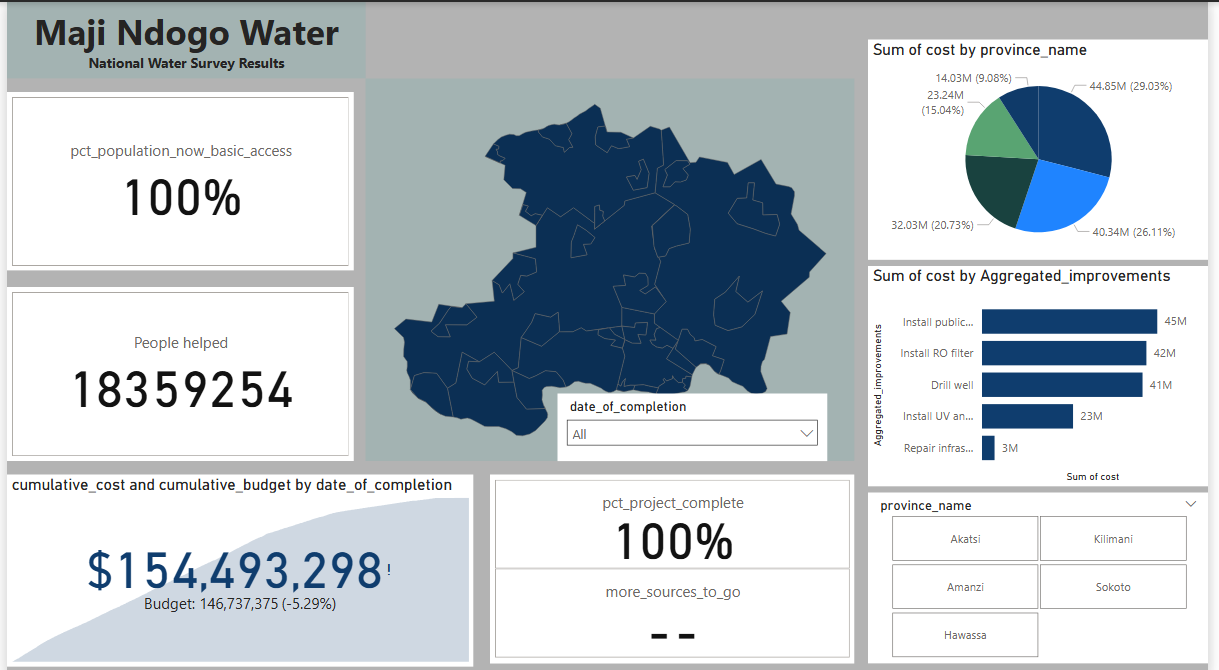 Maji Ndogo Water
National Water Survey Results
pct_population_now_basic_access
100%
People helped
18359254
date_of_completion
All
cumulative_cost and cumulative_budget by date_of_completion
$154,493,298!
Budget: 146,737,375 (-5.29%)
pct_project_complete
100%
more_sources_to_go
--
Sum of cost by province_name
14.03M (9.08%)
44.85M (29.03%)
23.24M
(15.04%)
32.03M (20.73%)
40.34M (26.11%)
Sum of cost by Aggregated_improvements
Aggregated_improvements
Install public... 45M
Install RO filter 42M
Drill well 41M
Install UV an... 23M
Repair infras... 3M
Sum of cost
province_name
Akatsi Kilimani
Amanzi Sokoto
Hawassa